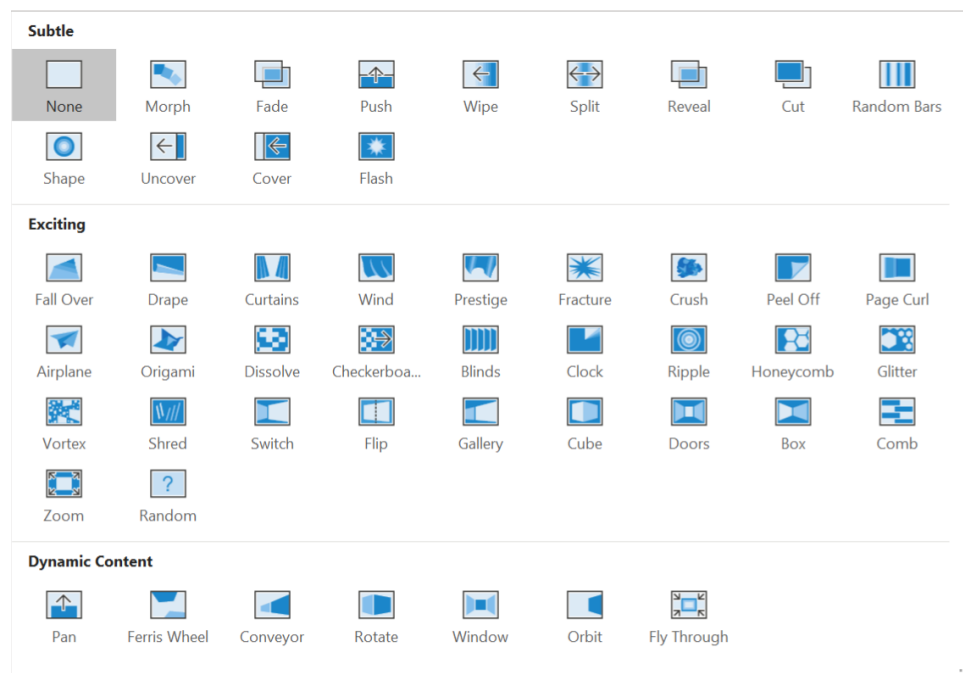 Subtle
None Morph Fade Push Wipe Split Reveal Cut Random Bars
Shape Uncover Cover Flash
Exciting
Fall Over Drape Curtains Wind Prestige Fracture Crush Peel Off Page Curl
Airplane Origami Dissolve Checkerboa... Blinds Clock Ripple Honeycomb Glitter
Vortex Shred Switch Flip Gallery Cube Doors Box Comb
?
Zoom Random
Dynamic Content
Pan Ferris Wheel Conveyor Rotate Window Orbit Fly Through